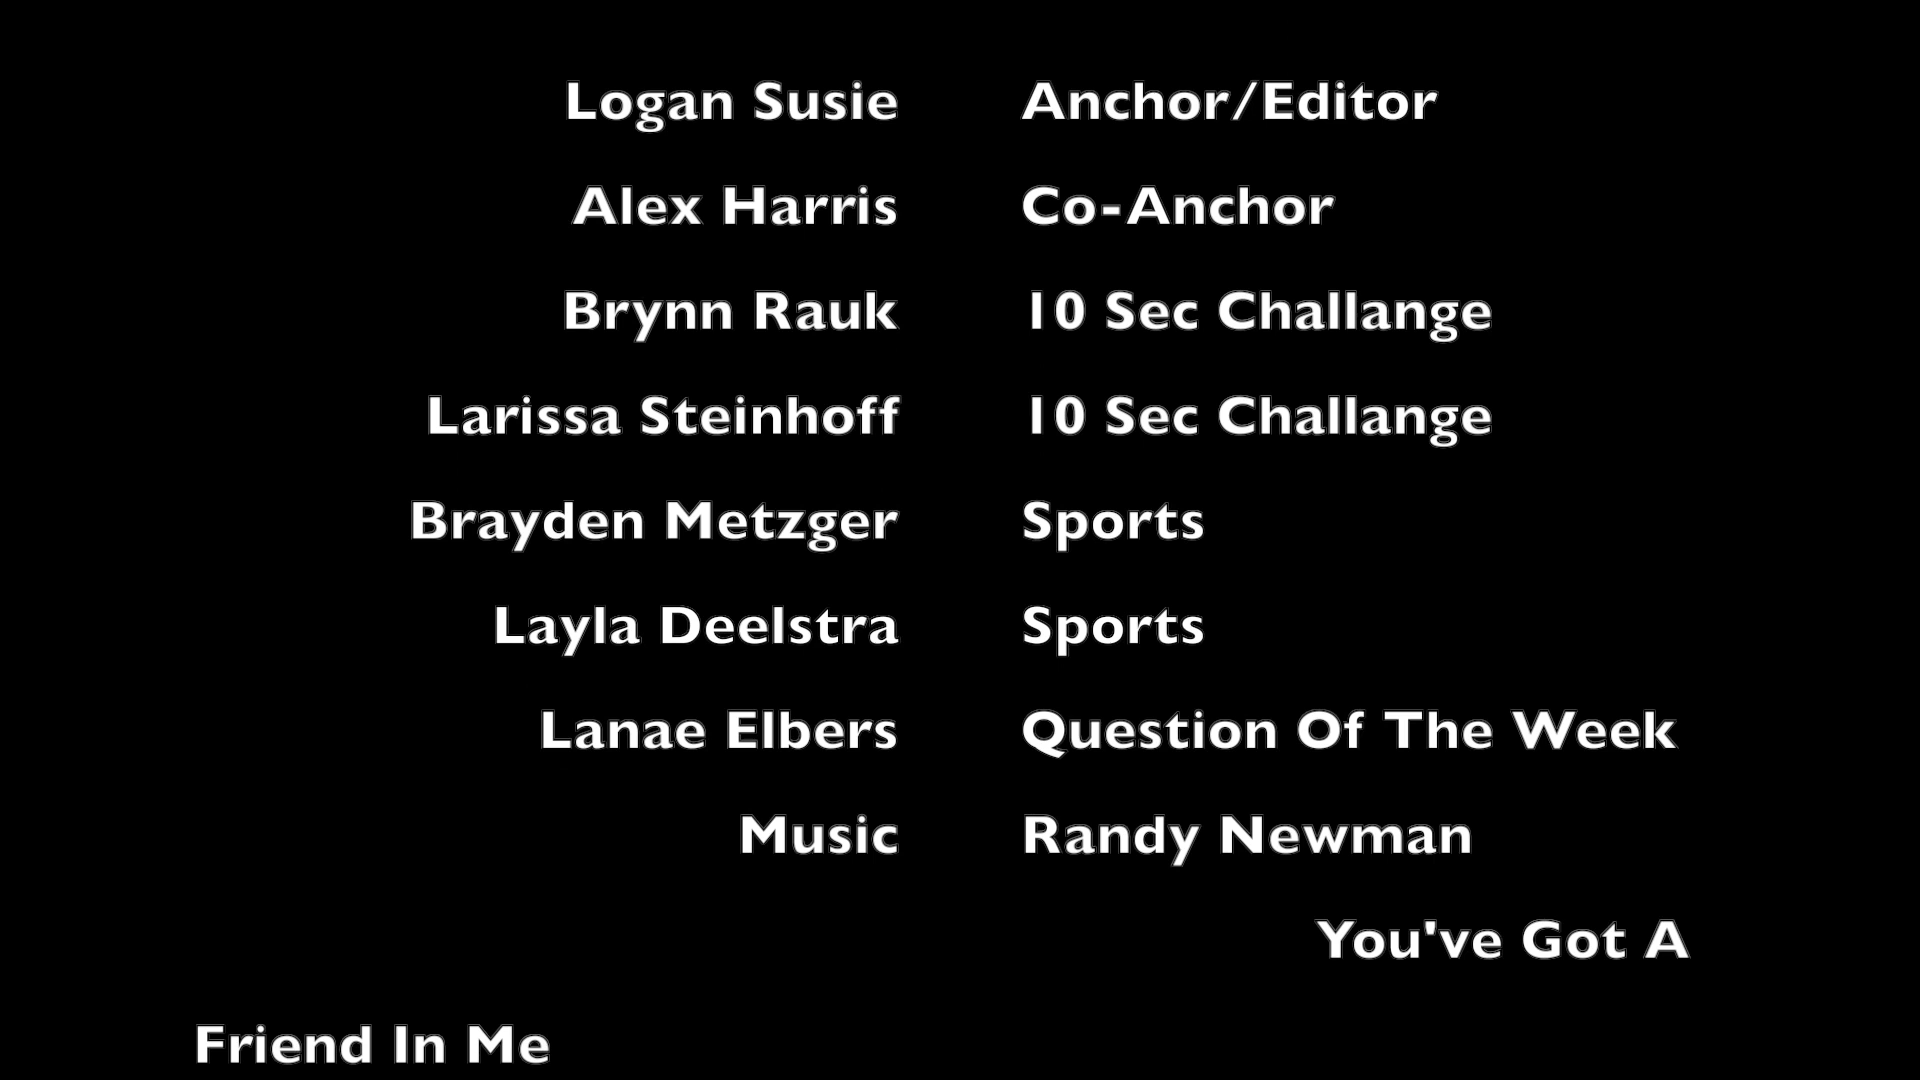 Logan Susie Anchor/Editor
Alex Harris Co-Anchor
Brynn Rauk 10 Sec Challange
Larissa Steinhoff 10 Sec Challange
Brayden Metzger Sports
Layla Deelstra Sports
Lanae Elbers Question Of The Week
Music Randy Newman
You've Got A
Friend In Me